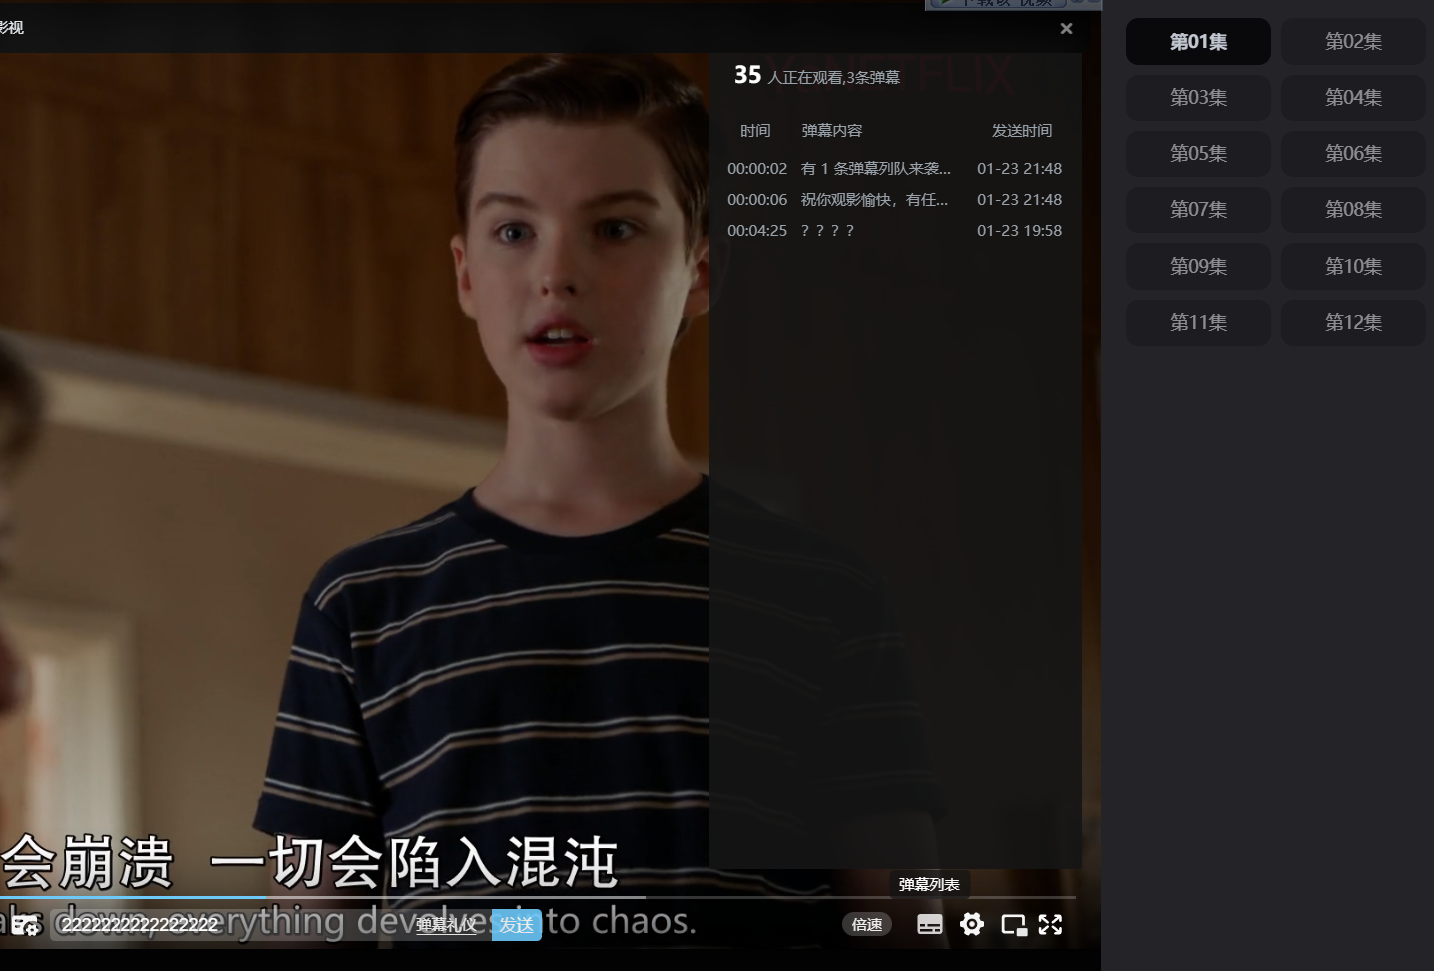 影视
35 人正在观看,3条弹幕
时间 弹幕内容 发送时间
00:00:02 有 1 条弹幕列队来袭... 01-23 21:48
00:00:06 祝你观影愉快，有任... 01-23 21:48
00:04:25 ？？？？ 01-23 19:58
第01集 第02集
第03集 第04集
第05集 第06集
第07集 第08集
第09集 第10集
第11集 第12集
会崩溃 一切会陷入混沌
弹幕列表
down, everything devolves into chaos.
2222222222222222 弹幕礼仪 发送 倍速